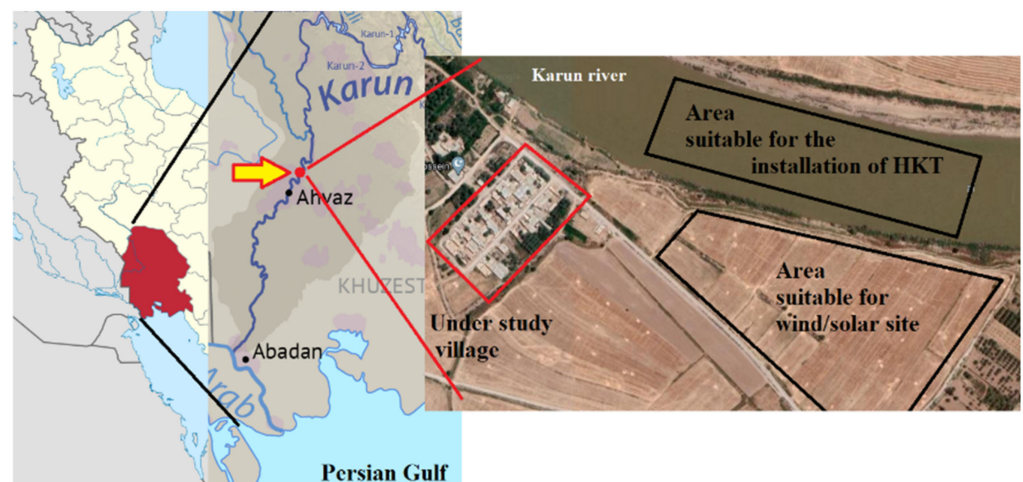 Karun-1
Karun-2
Karun
Ahvaz
KHUZEST
Abadan
Arab
Persian Gulf
Karun river
Area
suitable for the
installation of HKT
Area
suitable for
wind/solar site
Under study
village